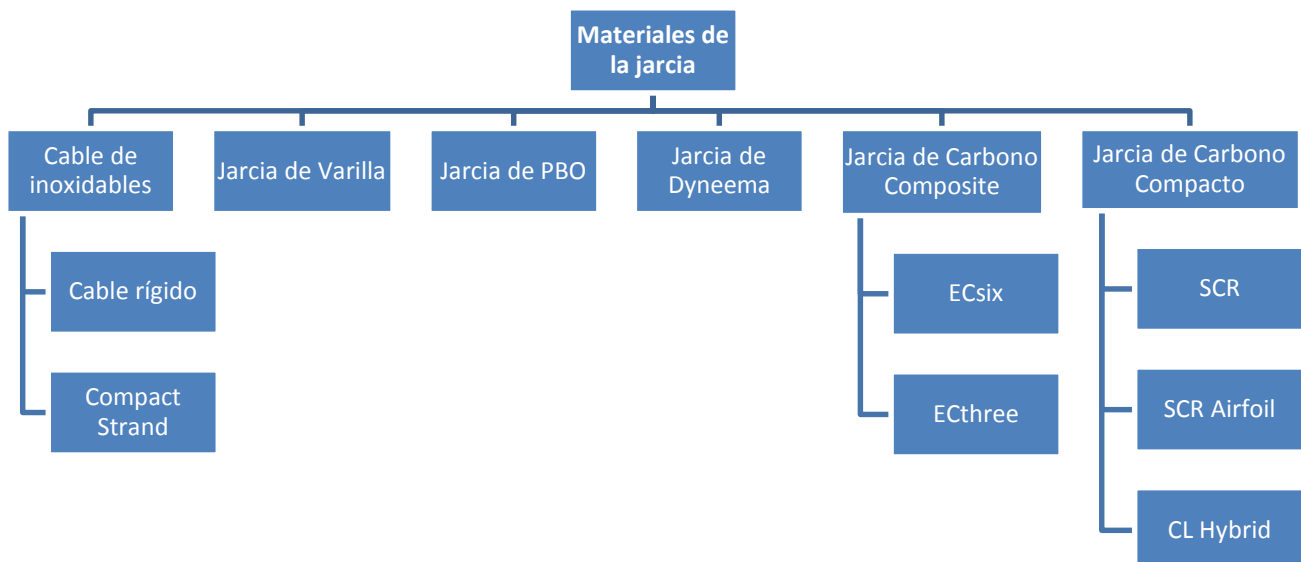 Materiales de
la jarcia
Cable de
inoxidables
Jarcia de Varilla
Jarcia de PBO
Jarcia de
Dyneema
Jarcia de Carbono
Composite
Jarcia de Carbono
Compacto
Cable rígido
Compact
Strand
ECsix
ECthree
SCR
SCR Airfoil
CL Hybrid